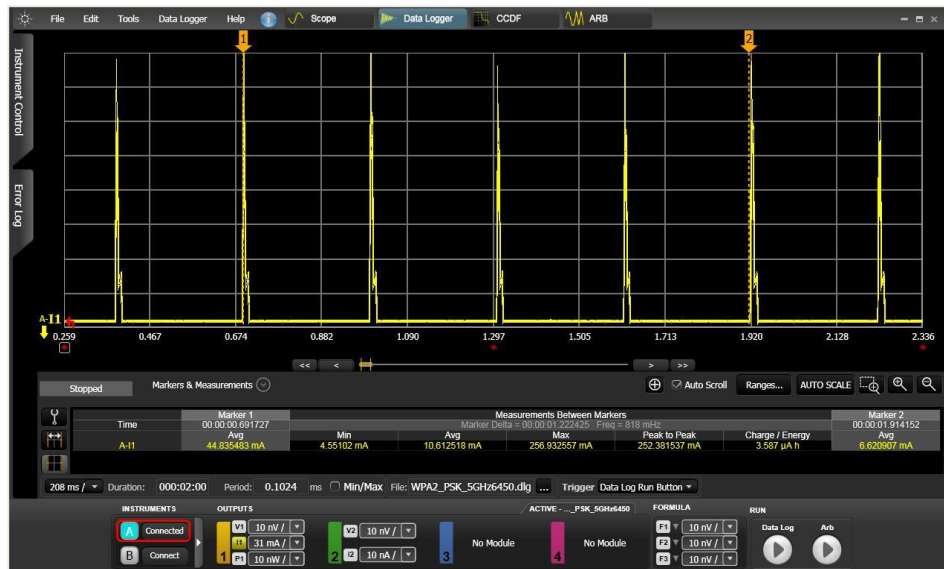 File Edit Tools Data Logger Help i Scope Data Logger CCDF ARB
Instrument Control
Error Log
1 2
A-I1
0.259 0.467 0.674 0.882 1.090 1.297 1.505 1.713 1.920 2.128 2.336
<< < > >>
Stopped Markers & Measurements Auto Scroll Ranges... AUTO SCALE
Marker 1 Measurements Between Markers Marker 2
Time 00:00:00.691727 Marker Delta = 00:00:01.222425 Freq = 818 mHz 00:00:01.914152
Avg Min Avg Max Peak to Peak Charge / Energy Avg
A-I1 44.835483 mA 4.55102 mA 10.612518 mA 256.932557 mA 252.381537 mA 3.587 µA h 6.620907 mA
208 ms / Duration: 000:02:00 Period: 0.1024 ms Min/Max File: WPA2_PSK_5GHz6450.dlg ... Trigger Data Log Run Button
INSTRUMENTS OUTPUTS ACTIVE - ..._PSK_5GHz6450 FORMULA RUN
A Connected V1 10 nV / V2 10 nV / F1 10 nV / Data Log Arb
I1 31 mA / No Module No Module F2 10 nV /
B Connect 1 P1 10 nW / 2 I2 10 nA / 3 4 F3 10 nV /